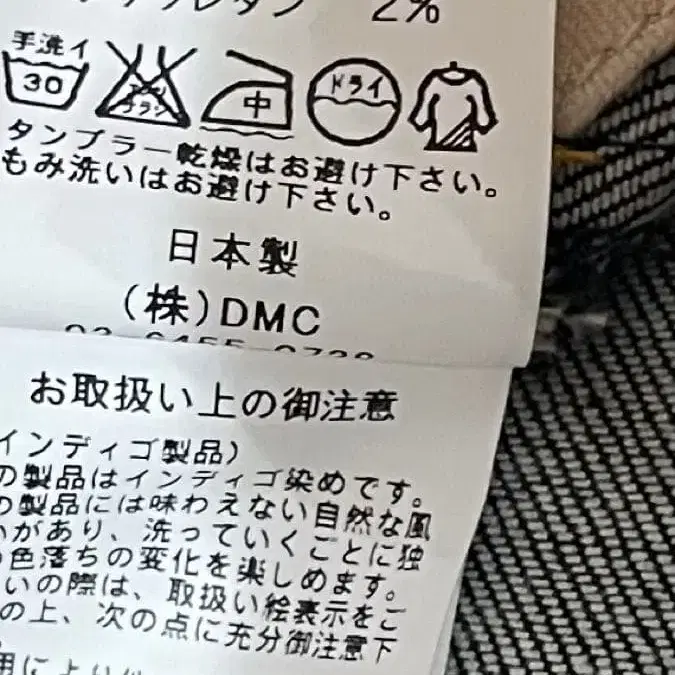 2%
手洗イ
30
中
ドライ
タンブラー乾燥はお避け下さい。
もみ洗いはお避け下さい。
日本製
(株)DMC
お取扱い上の御注意
インディゴ製品)
の製品はインディゴ染めです。
の製品には味わえない自然な風
があり、洗っていくごとに独
色落ちの変化を楽しめます。
いの際は、取扱い絵表示をご
の上、次の点に充分御注意下